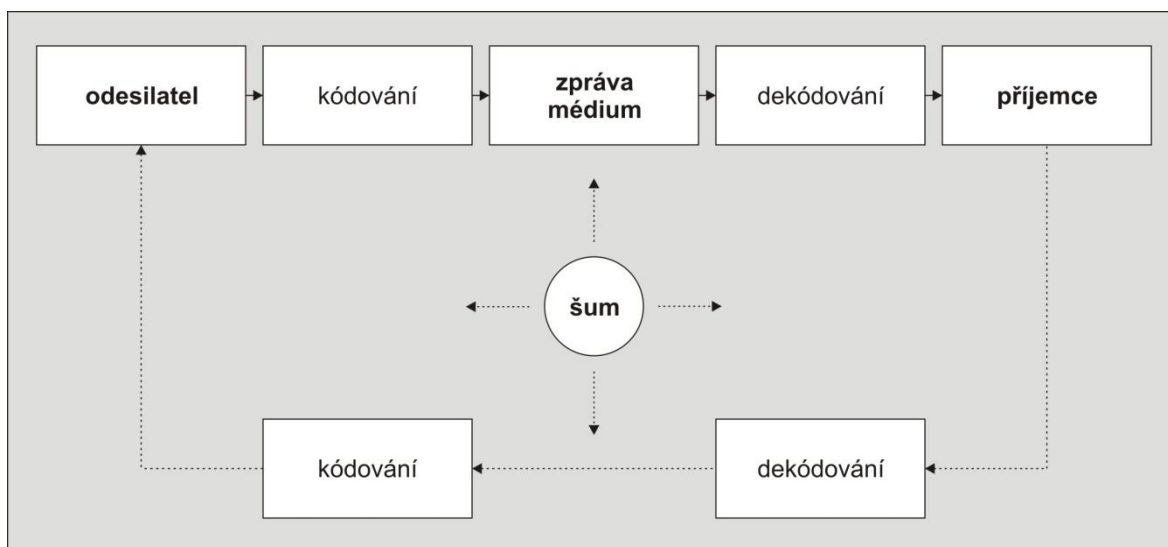 odesilatel
kódování
zpráva
médium
dekódování
příjemce
šum
kódování
dekódování